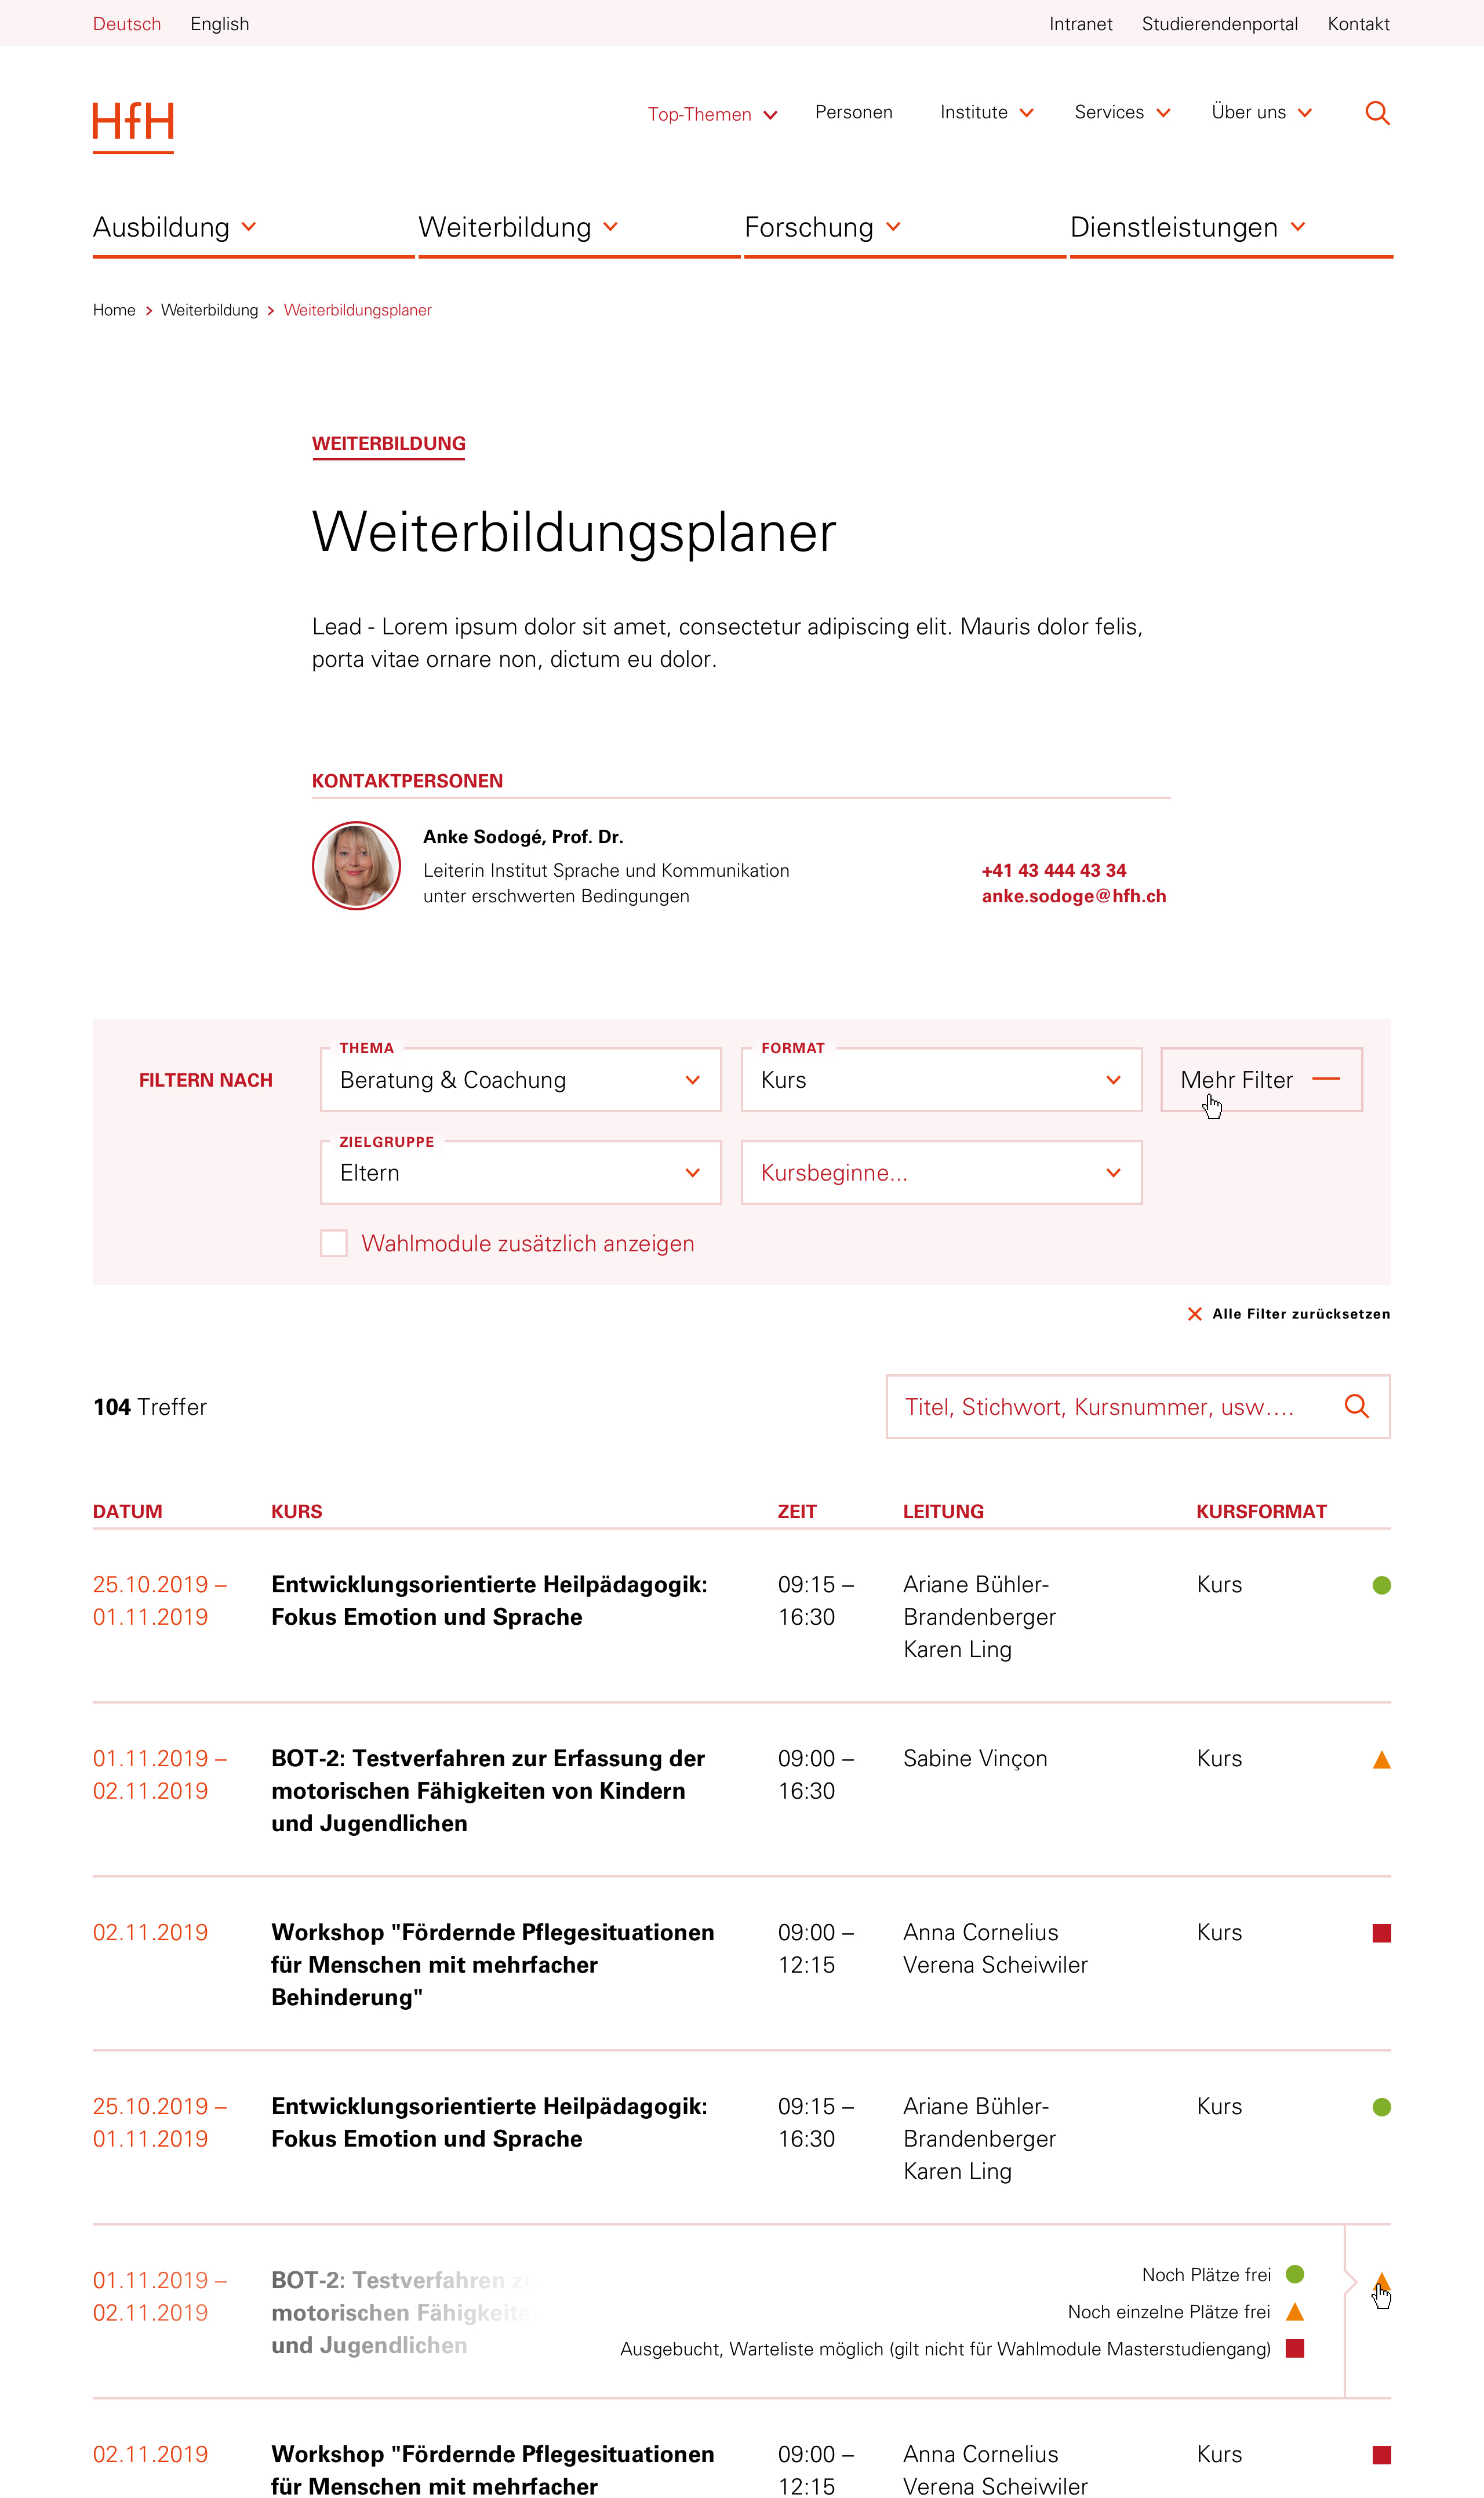 Deutsch English Intranet Studierendenportal Kontakt
HfH
Top-Themen Personen Institute Services Über uns
Ausbildung Weiterbildung Forschung Dienstleistungen
Home Weiterbildung Weiterbildungsplaner
WEITERBILDUNG
Weiterbildungsplaner
Lead - Lorem ipsum dolor sit amet, consectetur adipiscing elit. Mauris dolor felis,
porta vitae ornare non, dictum eu dolor.
KONTAKTPERSONEN
Anke Sodogé, Prof. Dr.
Leiterin Institut Sprache und Kommunikation +41 43 444 43 34
unter erschwerten Bedingungen anke.sodoge@hfh.ch
THEMA FORMAT
FILTERN NACH Beratung & Coachung Kurs Mehr Filter
ZIELGRUPPE
Eltern Kursbeginne...
Wahlmodule zusätzlich anzeigen
Alle Filter zurücksetzen
104 Treffer Titel, Stichwort, Kursnummer, usw....
DATUM KURS ZEIT LEITUNG KURSFORMAT
25.10.2019 – Entwicklungsorientierte Heilpädagogik: 09:15 – Ariane Bühler- Kurs
01.11.2019 Fokus Emotion und Sprache 16:30 Brandenberger
Karen Ling
01.11.2019 – BOT-2: Testverfahren zur Erfassung der 09:00 – Sabine Vinçon Kurs
02.11.2019 motorischen Fähigkeiten von Kindern 16:30
und Jugendlichen
02.11.2019 Workshop "Fördernde Pflegesituationen 09:00 – Anna Cornelius Kurs
für Menschen mit mehrfacher 12:15 Verena Scheiwiler
Behinderung"
25.10.2019 – Entwicklungsorientierte Heilpädagogik: 09:15 – Ariane Bühler- Kurs
01.11.2019 Fokus Emotion und Sprache 16:30 Brandenberger
Karen Ling
01.11.2019 – BOT-2: Testverfahren Noch Plätze frei
02.11.2019 motorischen Fähigkeite Noch einzelne Plätze frei
und Jugendlichen Ausgebucht, Warteliste möglich (gilt nicht für Wahlmodule Masterstudiengang)
02.11.2019 Workshop "Fördernde Pflegesituationen 09:00 – Anna Cornelius Kurs
für Menschen mit mehrfacher 12:15 Verena Scheiwiler